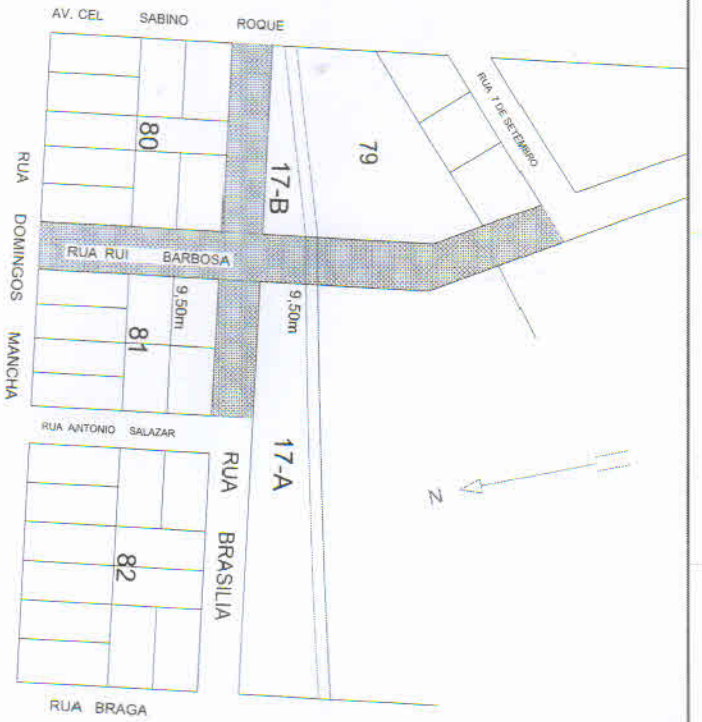 AV. CEL SABINO ROQUE
RUA 7 DE SETEMBRO
80
79
17-B
RUA DOMINGOS MANCHA
RUA RUI BARBOSA
9,50m
9,50m
81
RUA ANTONIO SALAZAR
17-A
RUA BRASILIA
N
82
RUA BRAGA